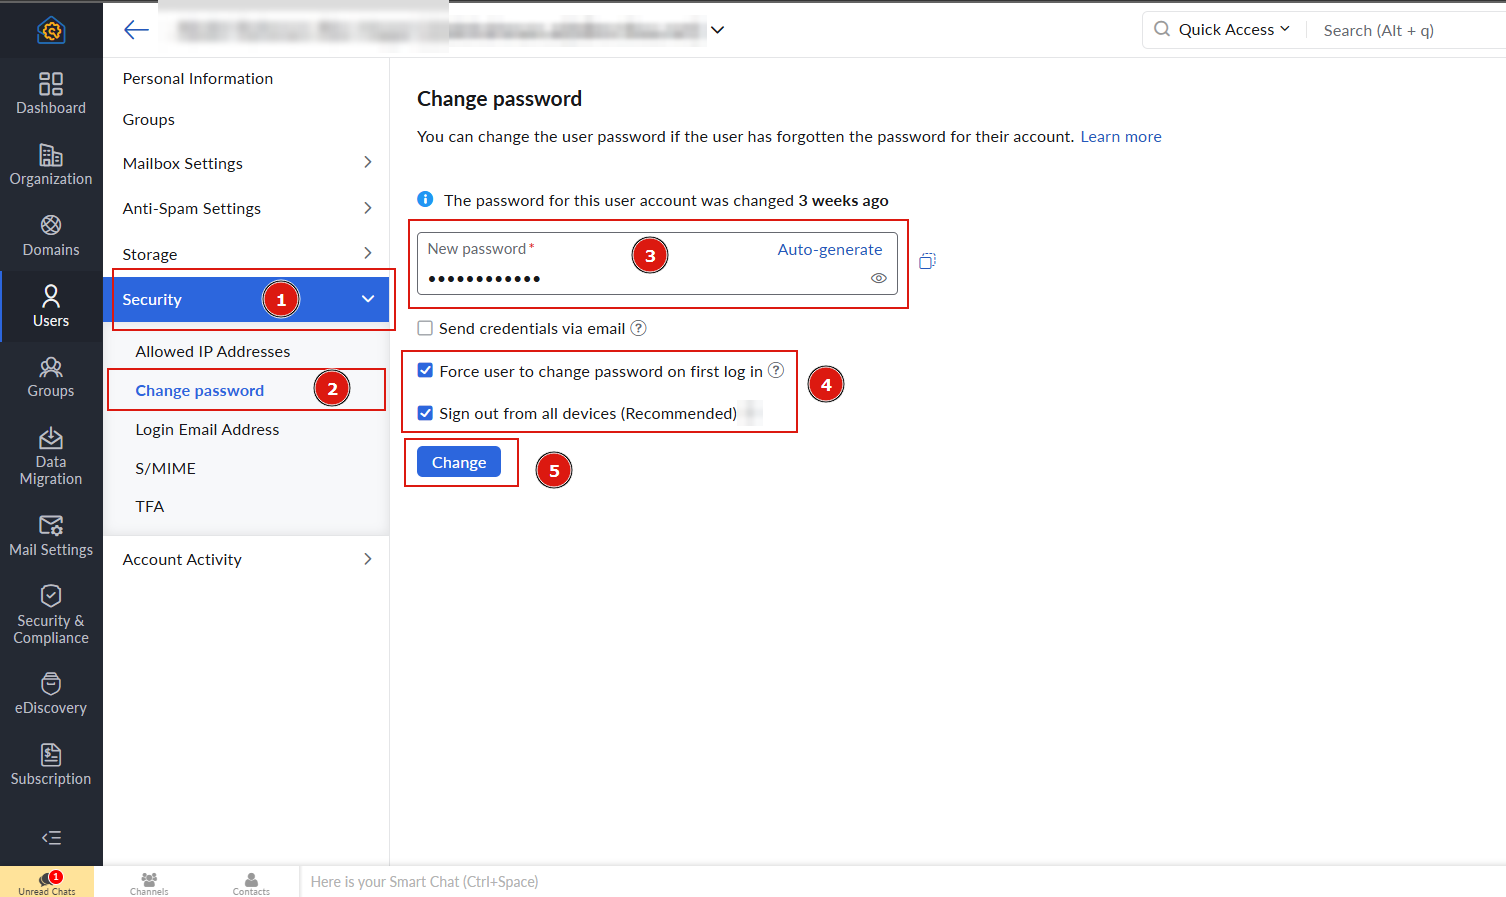 Quick Access
Search (Alt + q)
Dashboard
Organization
Domains
Users
Groups
Data
Migration
Mail Settings
Security &
Compliance
eDiscovery
Subscription
Personal Information
Groups
Mailbox Settings
Anti-Spam Settings
Storage
Security
1
Allowed IP Addresses
Change password
2
Login Email Address
S/MIME
TFA
Account Activity
Change password
You can change the user password if the user has forgotten the password for their account. Learn more
The password for this user account was changed 3 weeks ago
New password*
3
Auto-generate
••••••••••••
Send credentials via email ?
Force user to change password on first log in ?
4
Sign out from all devices (Recommended)
Change
5
1
Unread Chats
Channels
Contacts
Here is your Smart Chat (Ctrl+Space)